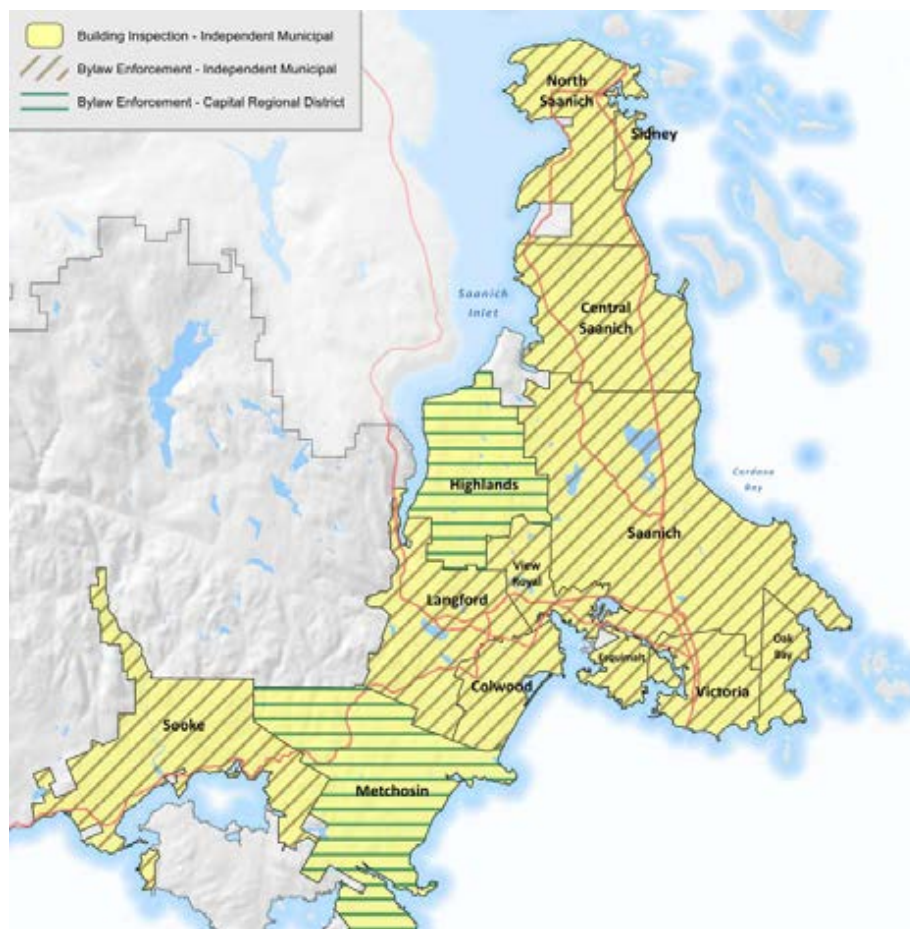 Building Inspection - Independent Municipal
Bylaw Enforcement - Independent Municipal
Bylaw Enforcement - Capital Regional District
North
Saanich
Sidney
Saanich
Inlet
Central
Saanich
Highlands
Cordova
Bay
Saanich
View
Royal
Langford
Oak
Bay
Esquimalt
Colwood
Victoria
Sooke
Metchosin